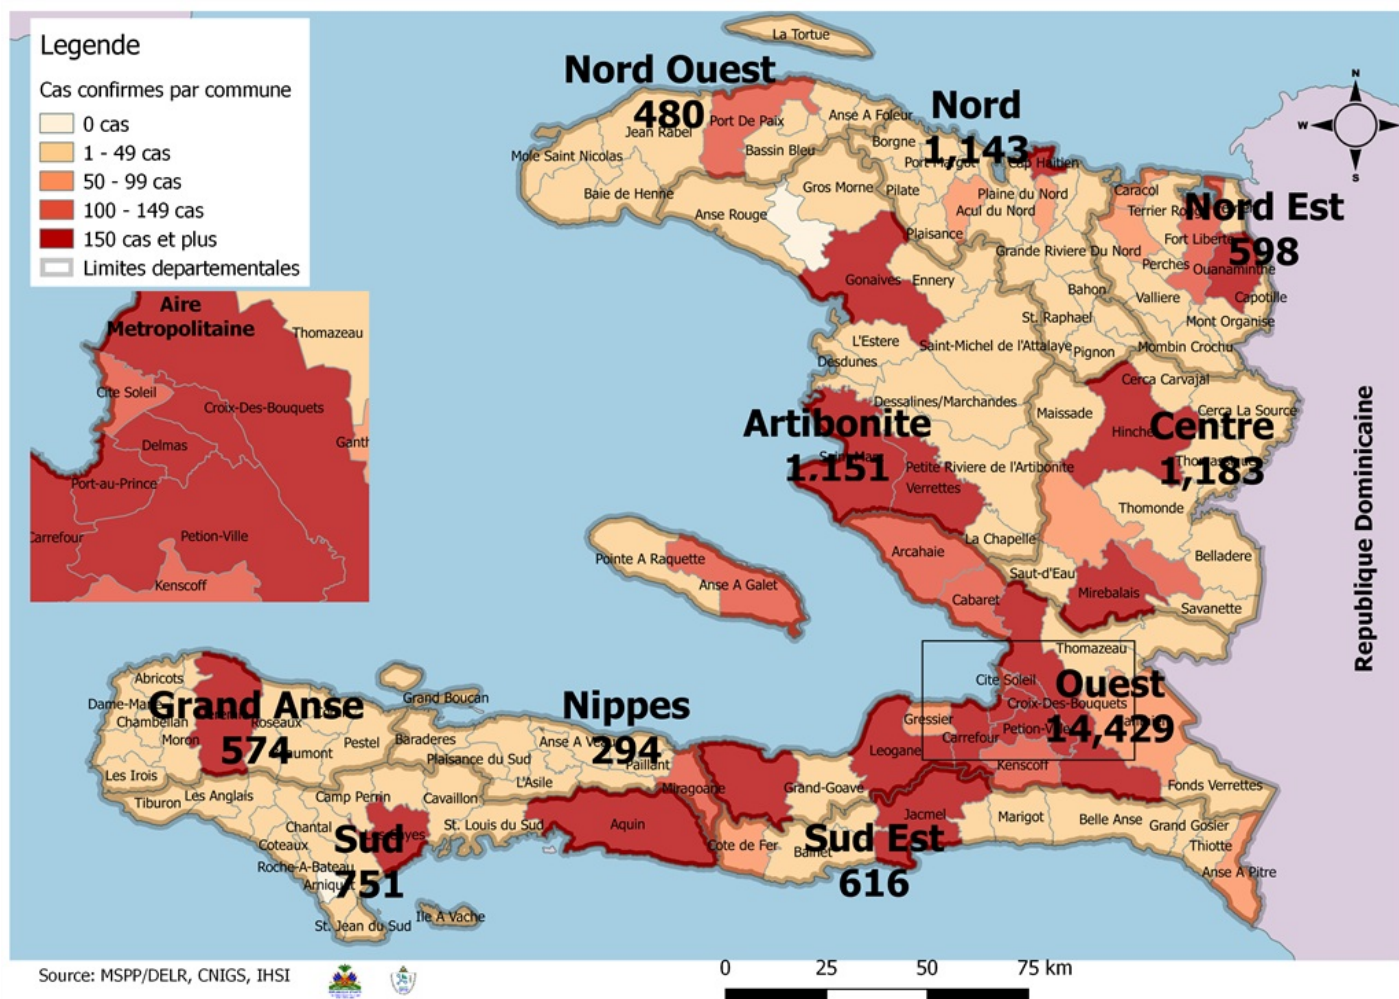 Legende
Cas confirmes par commune
0 cas
1 - 49 cas
50 - 99 cas
100 - 149 cas
150 cas et plus
Limites departementales
Aire
Metropolitaine
Thomazeau
Cite Soleil
Croix-Des-Bouquets
Delmas
Port-au-Prince
Carrefour
Petion-Ville
Kenscoff
La Tortue
Nord Ouest
480
Port De Paix
Jean Rabel
Bassin Bleu
Anse A Foleur
Mole Saint Nicolas
Baie de Henne
Anse Rouge
Gros Morne
Nord
1,143
Borgne
Port Margot
Cap Haitien
Pilate
Plaine du Nord
Acul du Nord
Plaisance
Grande Riviere Du Nord
Bahon
St. Raphael
Pignon
N
W
S
Nord Est
598
Caracol
Terrier Rouge
Fort Liberte
Perches
Ouanaminthe
Valliere
Capotille
Mont Organise
Mombin Crochu
Gonaives
Ennery
L'Estere
Saint-Michel de l'Attalaye
Desdunes
Dessalines/Marchandes
Artibonite
1,151
Petite Riviere de l'Artibonite
Verrettes
La Chapelle
Cerca Carvajal
Maissade
Cerca La Source
Hinche
Centre
1,183
Thomonde
Belladere
Saut-d'Eau
Mirebalais
Savanette
Republique Dominicaine
Pointe A Raquette
Anse A Galet
Arcahaie
Cabaret
Thomazeau
Cite Soleil
Ouest
14,429
Croix-Des-Bouquets
Gressier
Carrefour
Petion-Ville
Leogane
Kenscoff
Fonds Verrettes
Grand-Goave
Abricots
Grand Anse
574
Chambellan
Moron
Roseaux
Pestel
Les Irois
Grand Boucan
Nippes
294
Baraderes
Anse A Veau
Plaisance du Sud
Paillant
L'Asile
Miragoane
Tiburon
Les Anglais
Camp Perrin
Cavaillon
Chantal
Sud
751
St. Louis du Sud
Aquin
Coteaux
Roche-A-Bateau
St. Jean du Sud
Ile A Vache
Cote de Fer
Bainet
Sud Est
616
Jacmel
Marigot
Belle Anse
Grand Gosier
Thiotte
Anse A Pitre
Source: MSPP/DELR, CNIGS, IHSI
0 25 50 75 km